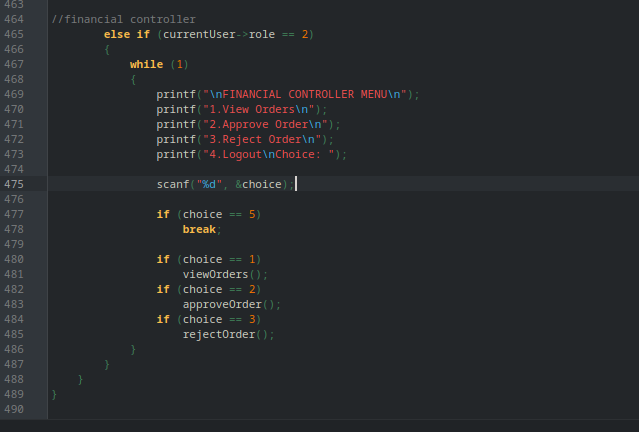 463
464 //financial controller
465 else if (currentUser->role == 2)
466 {
467 while (1)
468 {
469 printf("\nFINANCIAL CONTROLLER MENU\n");
470 printf("1.View Orders\n");
471 printf("2.Approve Order\n");
472 printf("3.Reject Order\n");
473 printf("4.Logout\nChoice: ");
474
475 scanf("%d", &choice);
476
477 if (choice == 5)
478 break;
479
480 if (choice == 1)
481 viewOrders();
482 if (choice == 2)
483 approveOrder();
484 if (choice == 3)
485 rejectOrder();
486 }
487 }
488 }
489 }
490